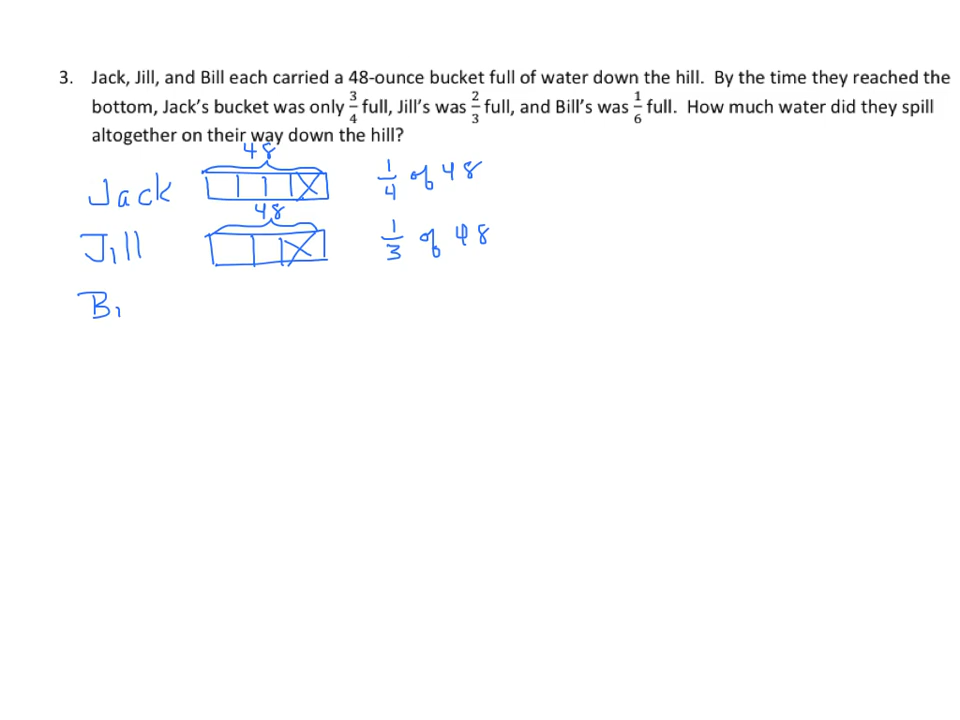 3. Jack, Jill, and Bill each carried a 48-ounce bucket full of water down the hill. By the time they reached the
bottom, Jack's bucket was only 3/4 full, Jill's was 2/3 full, and Bill's was 1/6 full. How much water did they spill
altogether on their way down the hill?
48
Jack 1/4 of 48
48
Jill 1/3 of 48
Bi